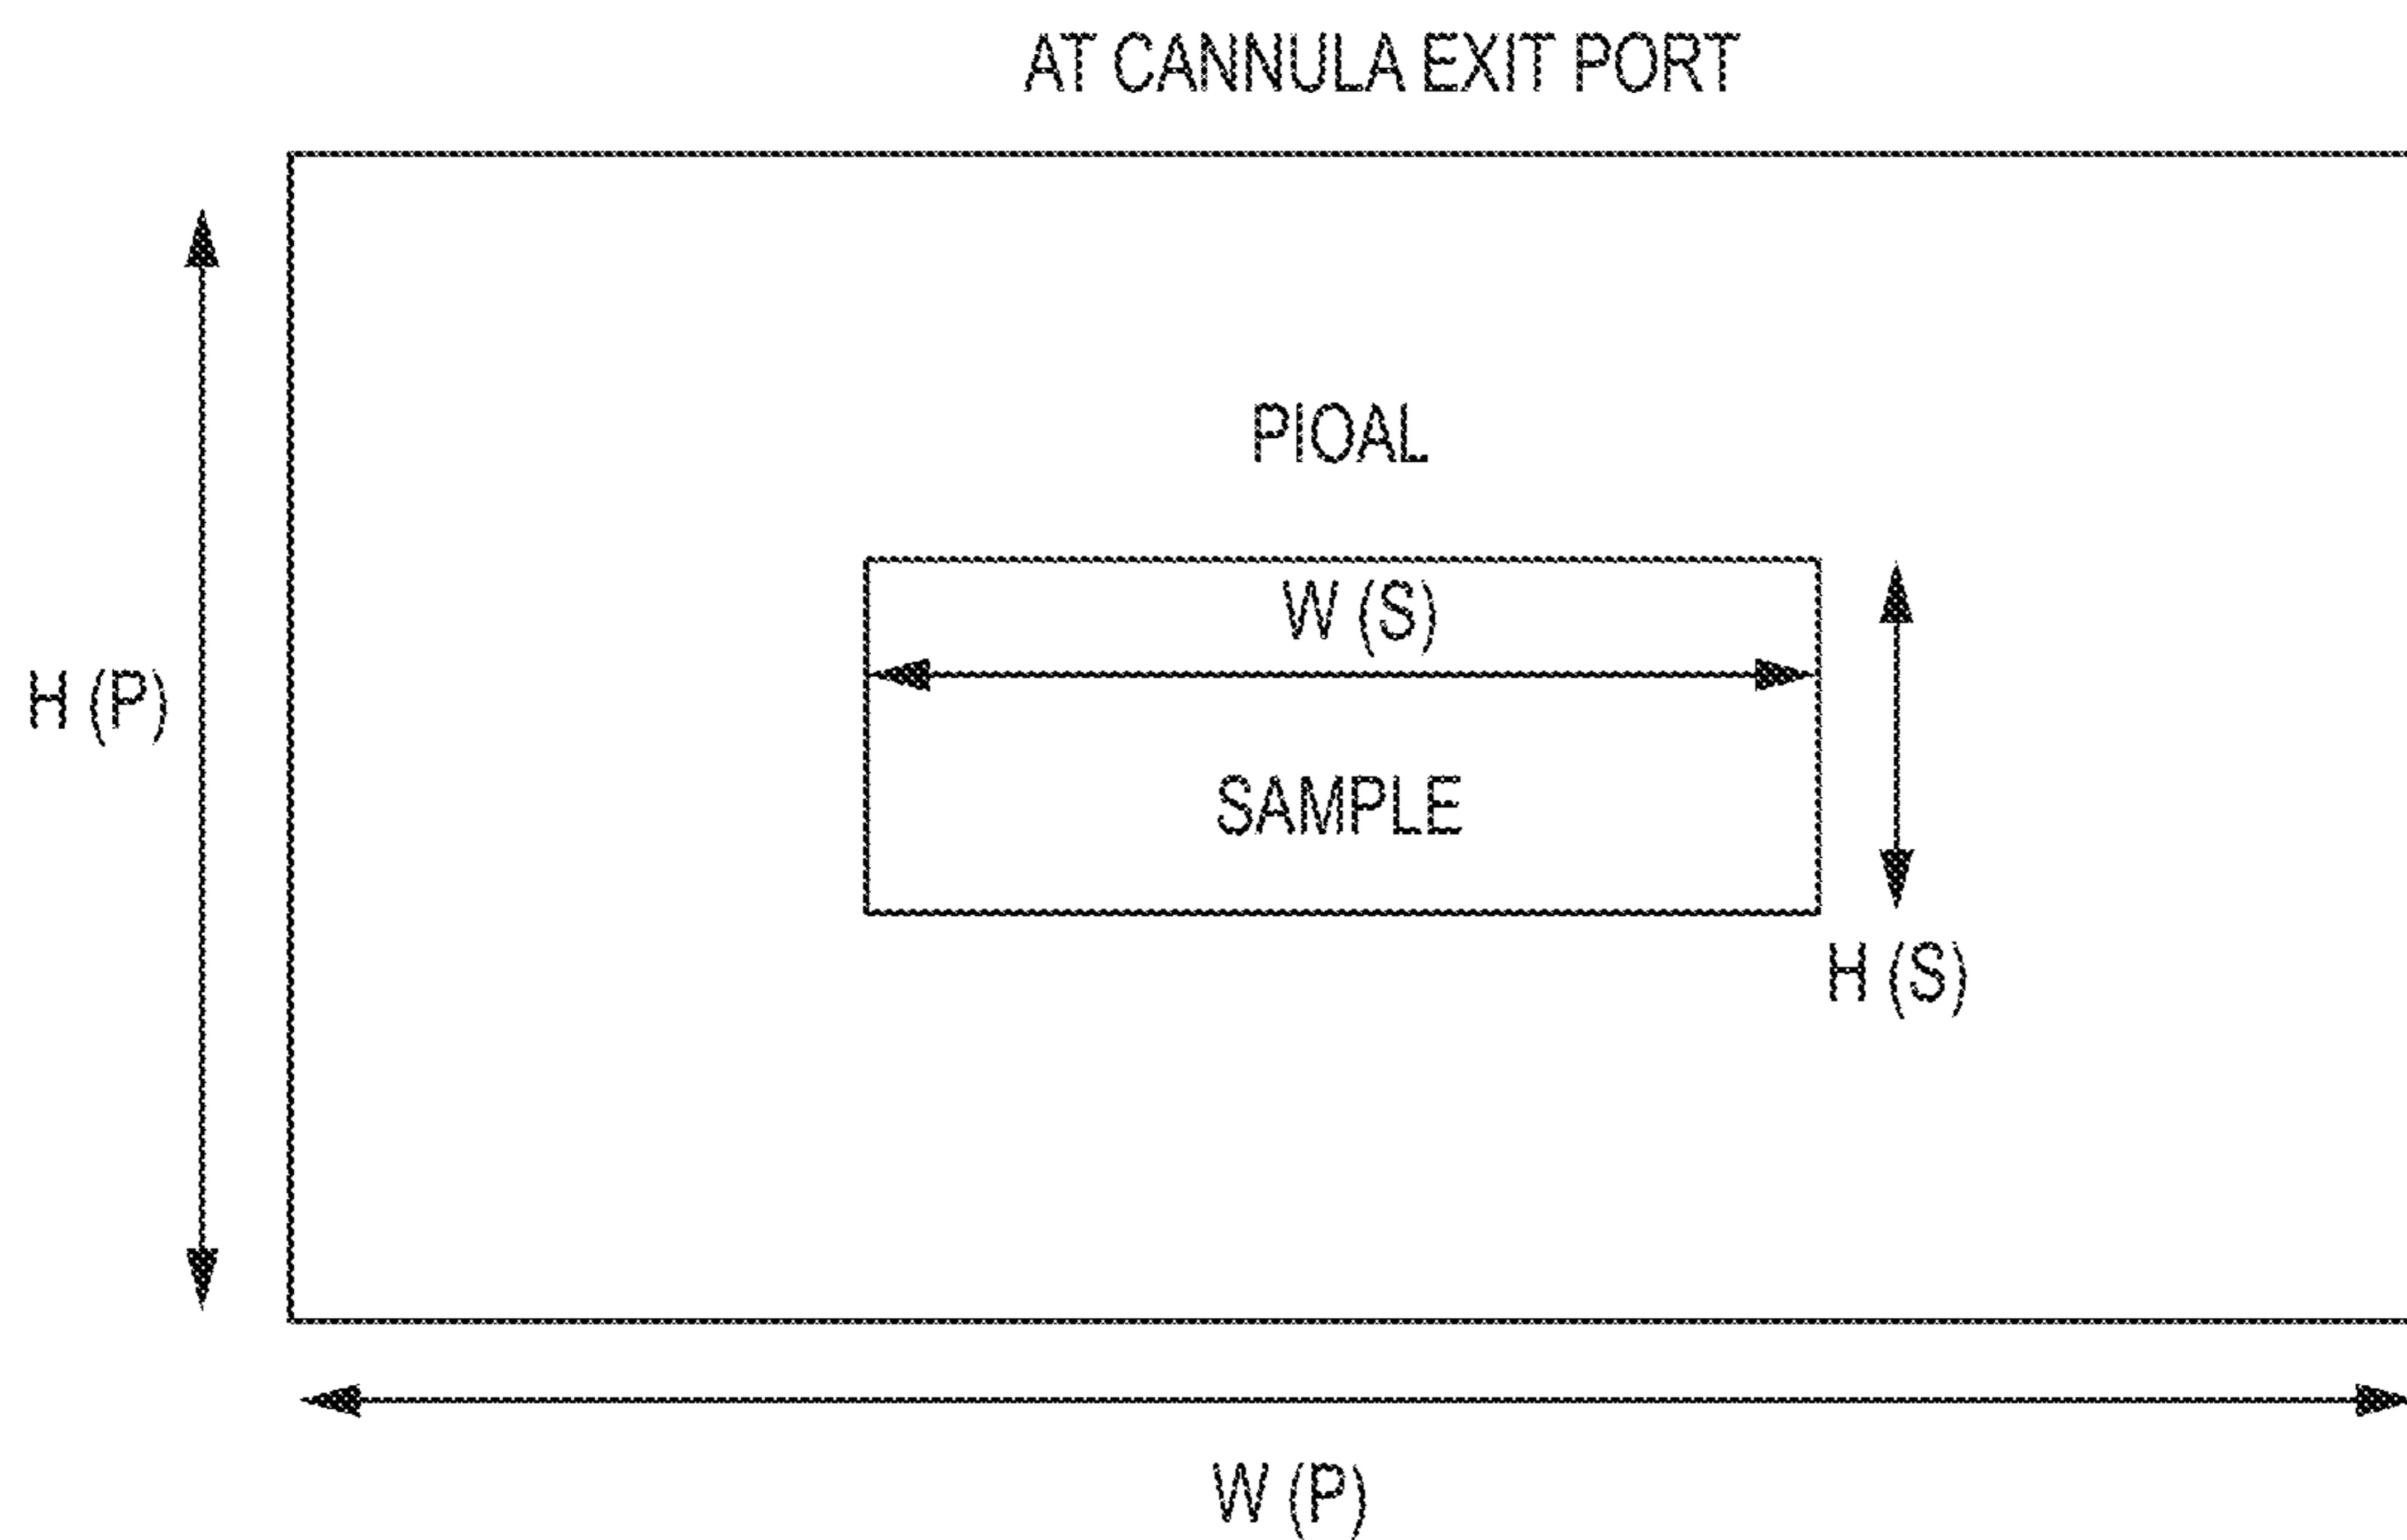 AT CANNULA EXIT PORT
PIOAL
W (S)
H (P)
SAMPLE
H (S)
W (P)